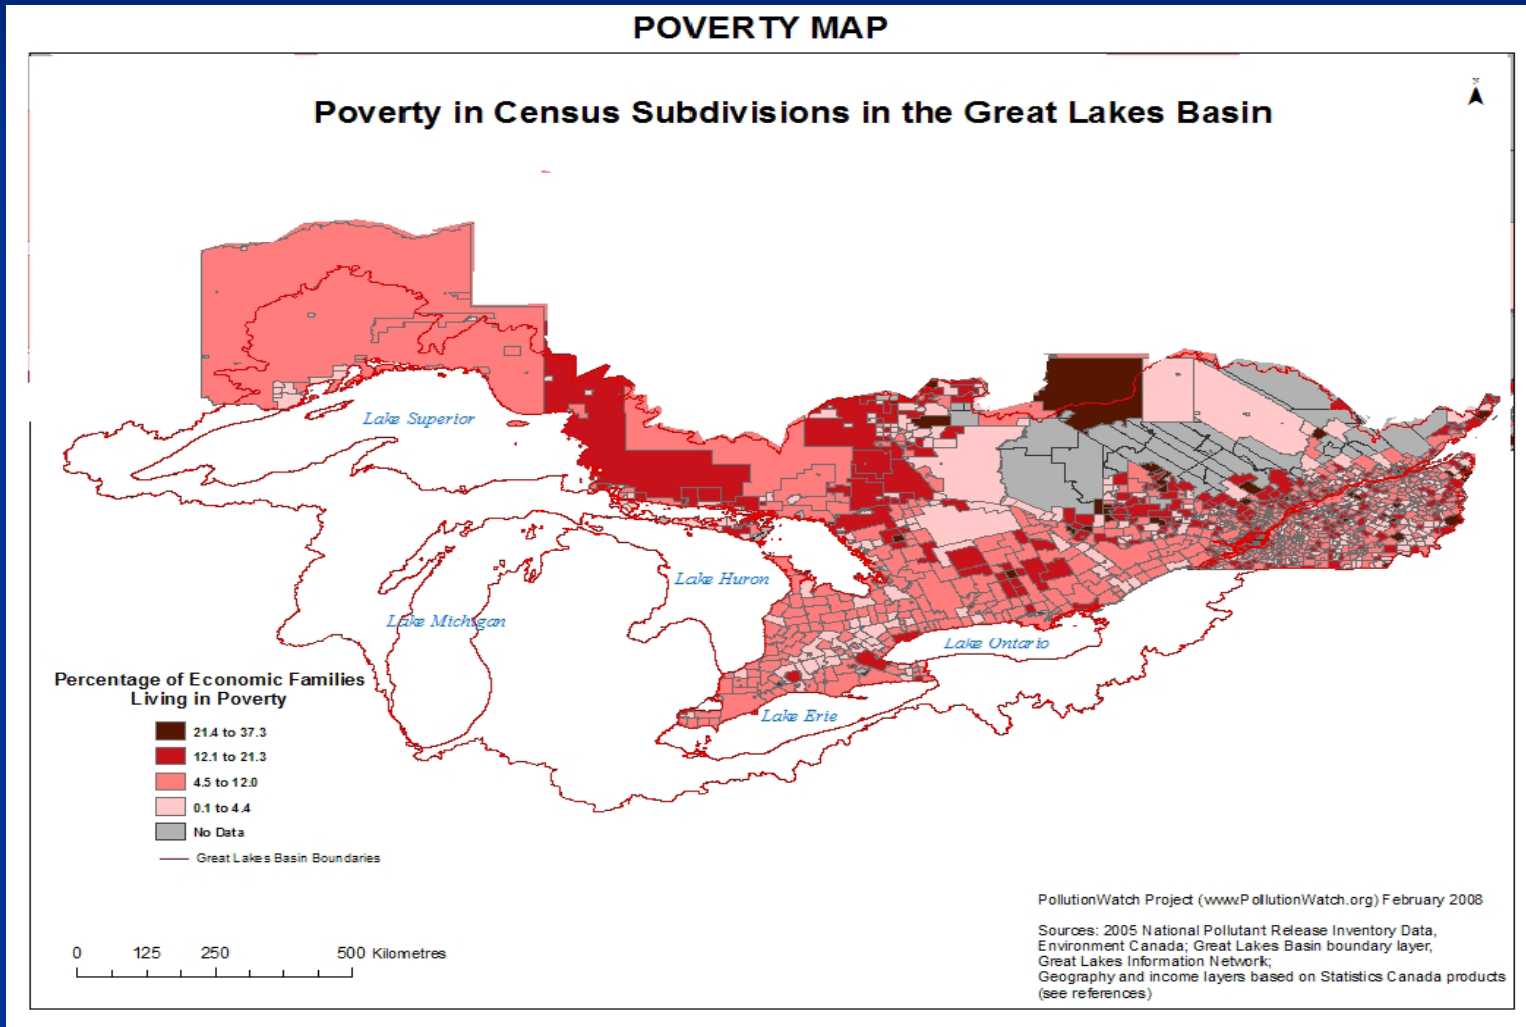 POVERTY MAP
Poverty in Census Subdivisions in the Great Lakes Basin
N
Lake Superior
Lake Huron
Lake Michigan
Lake Ontario
Lake Erie
Percentage of Economic Families
Living in Poverty
21.4 to 37.3
12.1 to 21.3
4.5 to 12.0
0.1 to 4.4
No Data
Great Lakes Basin Boundaries
0 125 250 500 Kilometres
PollutionWatch Project (www.PollutionWatch.org) February 2008
Sources: 2005 National Pollutant Release Inventory Data,
Environment Canada; Great Lakes Basin boundary layer,
Great Lakes Information Network;
Geography and income layers based on Statistics Canada products
(see references)